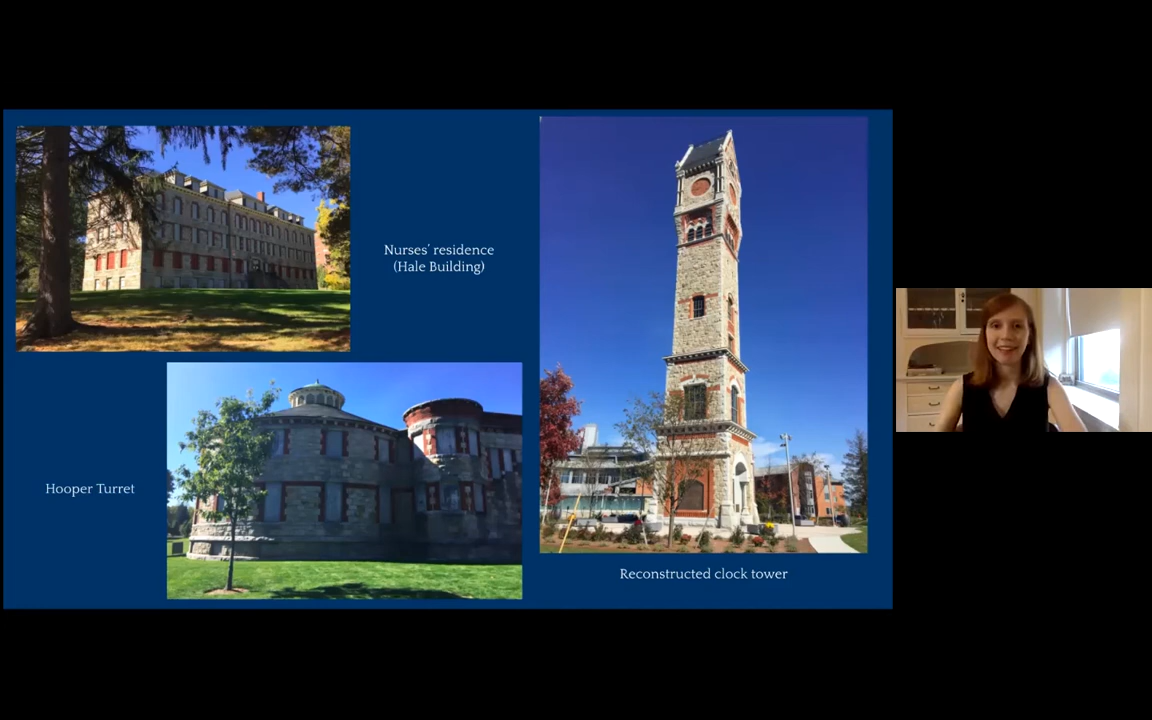 Nurses’ residence
(Hale Building)
Hooper Turret
Reconstructed clock tower